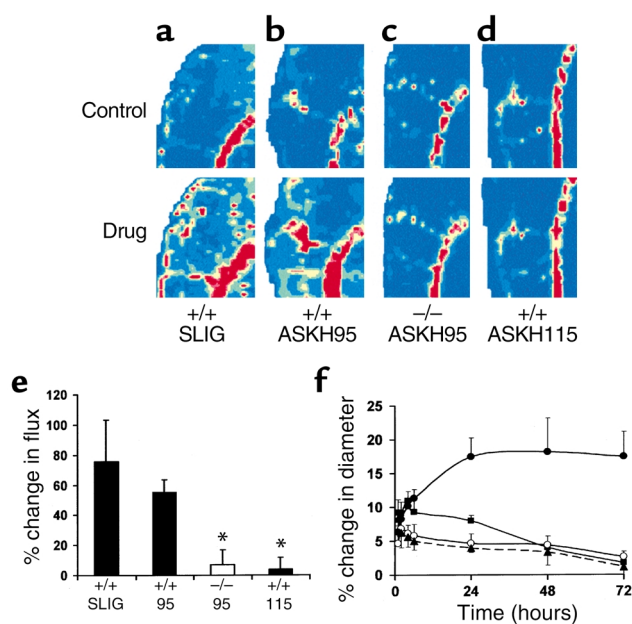 a b c d
Control
Drug
+/+ +/+ –/– +/+
SLIG ASKH95 ASKH95 ASKH115
e
% change in flux
120
100
80
60
40
20
0
* *
+/+ +/+ –/– +/+
SLIG 95 95 115
f
% change in diameter
25
20
15
10
5
0
0 24 48 72
Time (hours)